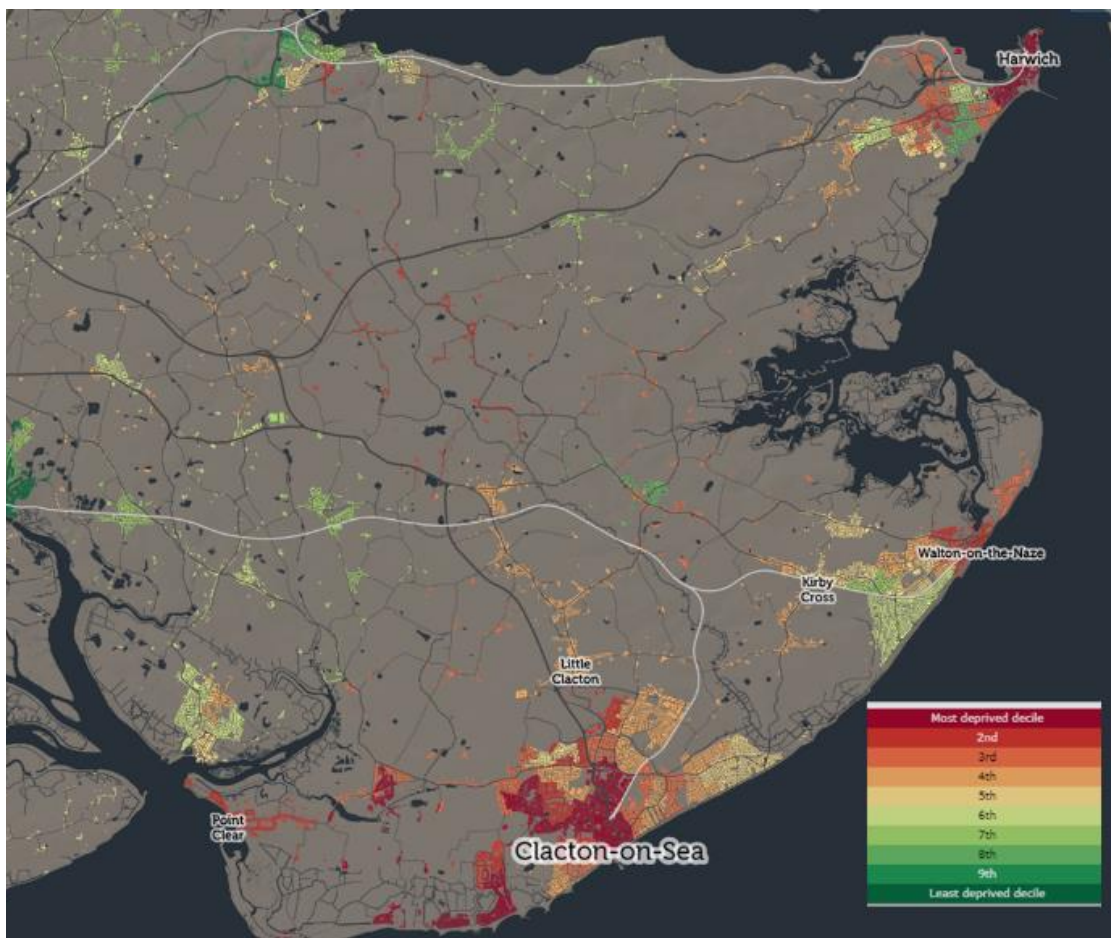 Harwich
Walton-on-the-Naze
Kirby
Cross
Little
Clacton
Point
Clear
Clacton-on-Sea
Most deprived decile
2nd
3rd
4th
5th
6th
7th
8th
9th
Least deprived decile